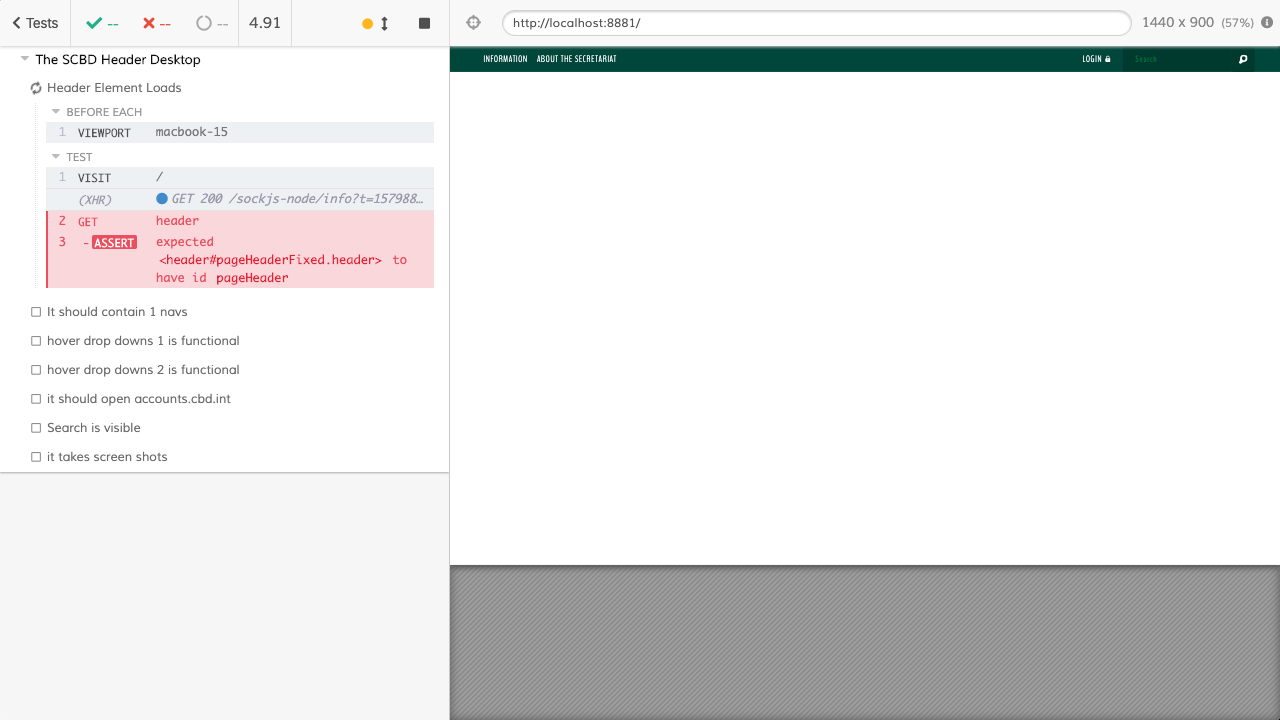 Tests -- -- -- 4.91
http://localhost:8881/ 1440 x 900 (57%)
The SCBD Header Desktop
Header Element Loads
BEFORE EACH
1 VIEWPORT macbook-15
TEST
1 VISIT /
(XHR) GET 200 /sockjs-node/info?t=157988…
2 GET header
3 - ASSERT expected
<header#pageHeaderFixed.header> to
have id pageHeader
It should contain 1 navs
hover drop downs 1 is functional
hover drop downs 2 is functional
it should open accounts.cbd.int
Search is visible
it takes screen shots
INFORMATION ABOUT THE SECRETARIAT LOGIN Search